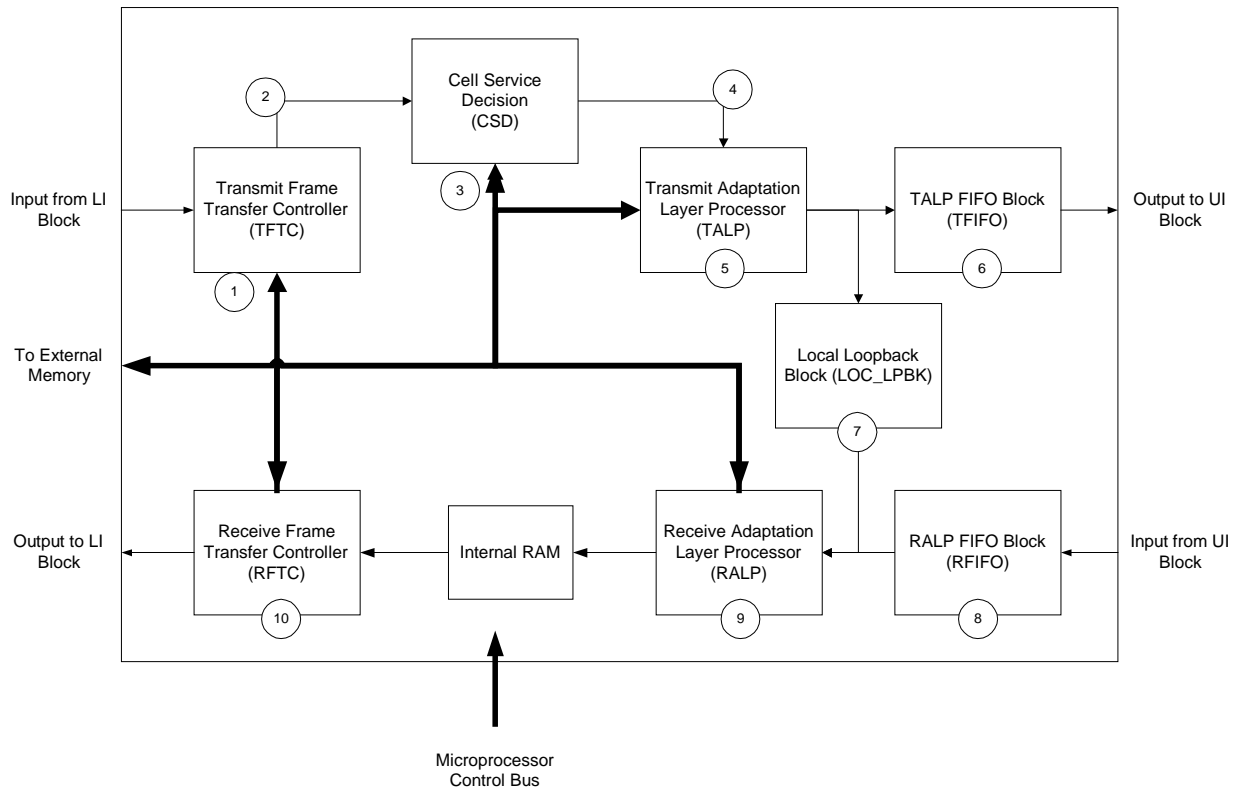 Cell Service
Decision
(CSD)
2
4
3
Input from LI
Block
Transmit Frame
Transfer Controller
(TFTC)
1
Transmit Adaptation
Layer Processor
(TALP)
5
TALP FIFO Block
(TFIFO)
6
Output to UI
Block
To External
Memory
Local Loopback
Block (LOC_LPBK)
7
Output to LI
Block
Receive Frame
Transfer Controller
(RFTC)
10
Internal RAM
Receive Adaptation
Layer Processor
(RALP)
9
RALP FIFO Block
(RFIFO)
8
Input from UI
Block
Microprocessor
Control Bus